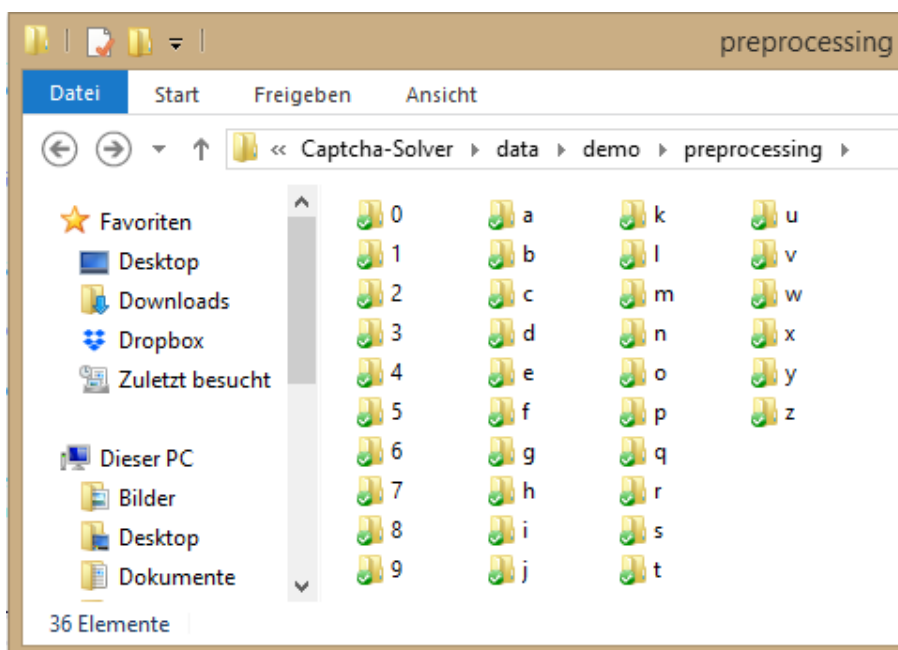 preprocessing
Datei Start Freigeben Ansicht
« Captcha-Solver data demo preprocessing
Favoriten
Desktop
Downloads
Dropbox
Zuletzt besucht
Dieser PC
Bilder
Desktop
Dokumente
0 a k u
1 b l v
2 c m w
3 d n x
4 e o y
5 f p z
6 g q
7 h r
8 i s
9 j t
36 Elemente